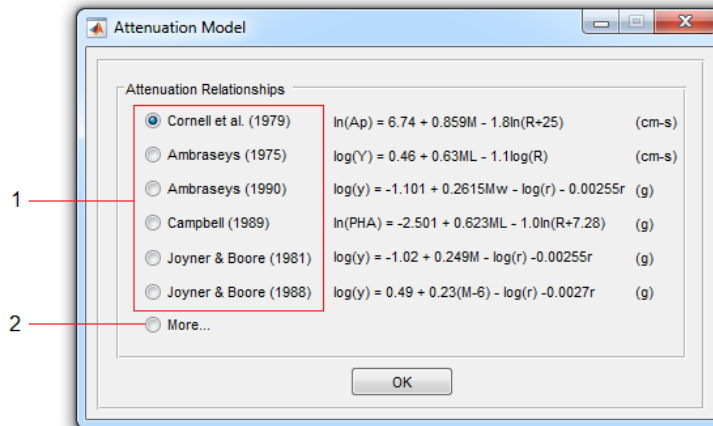 Attenuation Model
Attenuation Relationships
Cornell et al. (1979) ln(Ap) = 6.74 + 0.859M - 1.8ln(R+25) (cm-s)
Ambraseys (1975) log(Y) = 0.46 + 0.63ML - 1.1log(R) (cm-s)
1
Ambraseys (1990) log(y) = -1.101 + 0.2615Mw - log(r) - 0.00255r (g)
Campbell (1989) ln(PHA) = -2.501 + 0.623ML - 1.0ln(R+7.28) (g)
Joyner & Boore (1981) log(y) = -1.02 + 0.249M - log(r) -0.00255r (g)
Joyner & Boore (1988) log(y) = 0.49 + 0.23(M-6) - log(r) -0.0027r (g)
2 More...
OK